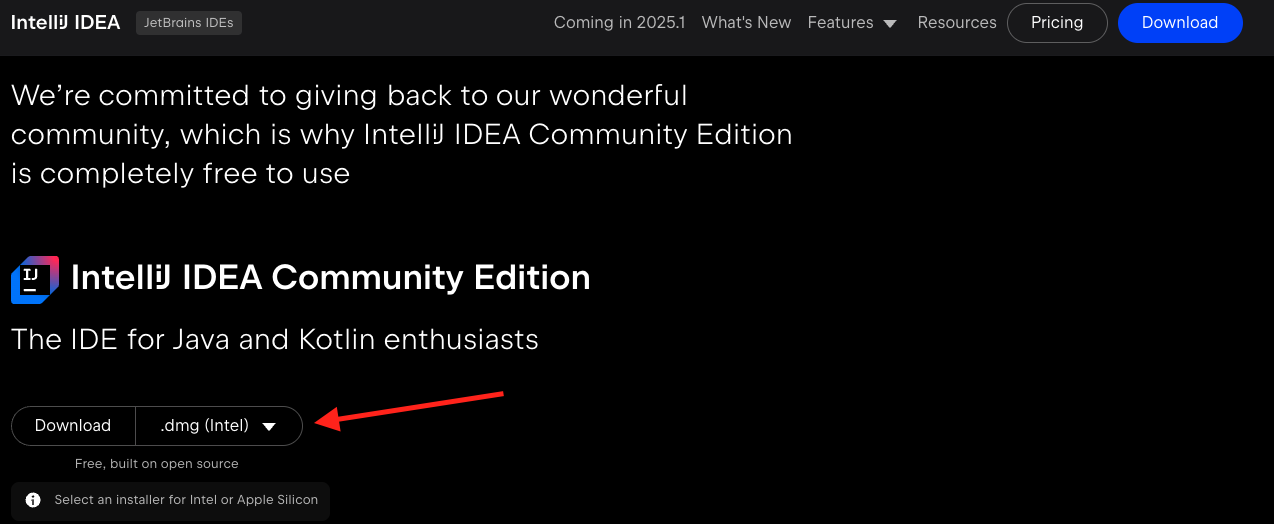 IntelliJ IDEA JetBrains IDEs Coming in 2025.1 What's New Features Resources Pricing Download
We’re committed to giving back to our wonderful
community, which is why IntelliJ IDEA Community Edition
is completely free to use
IJ IntelliJ IDEA Community Edition
The IDE for Java and Kotlin enthusiasts
Download .dmg (Intel)
Free, built on open source
Select an installer for Intel or Apple Silicon